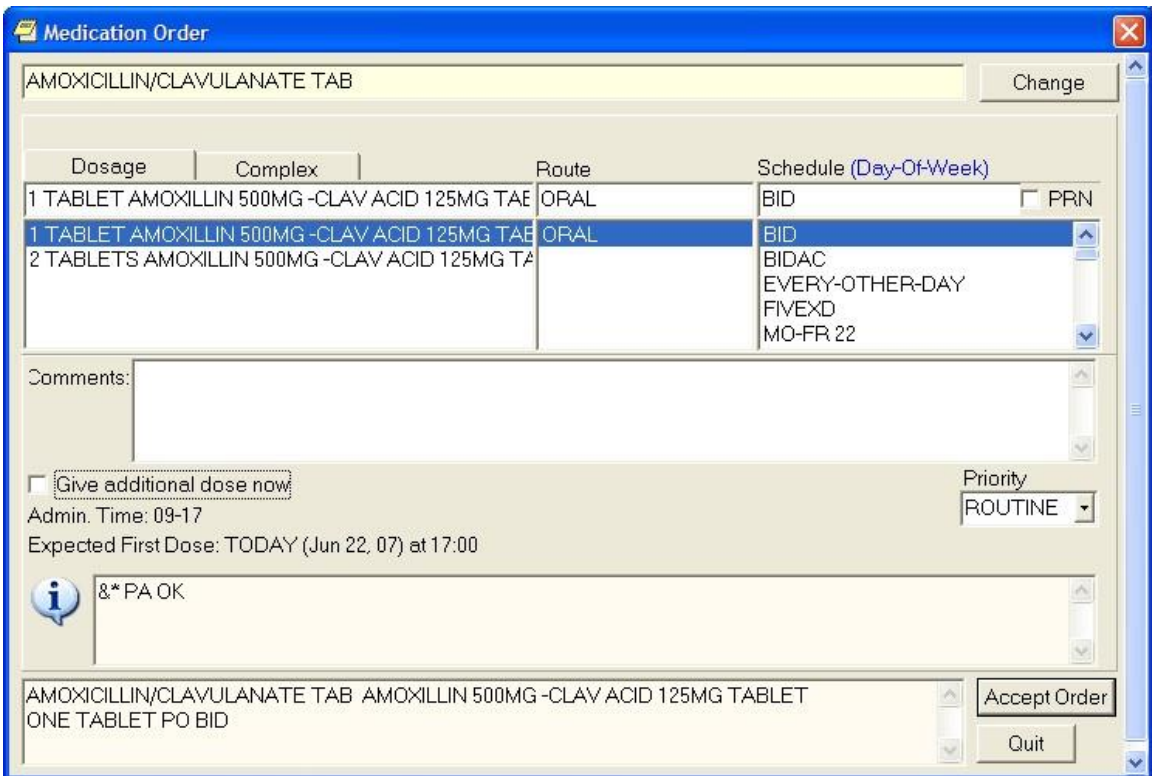 Medication Order
AMOXICILLIN/CLAVULANATE TAB
Change
Dosage Complex Route Schedule (Day-Of-Week)
1 TABLET AMOXILLIN 500MG -CLAV ACID 125MG TAE ORAL BID PRN
1 TABLET AMOXILLIN 500MG -CLAV ACID 125MG TAE ORAL BID
2 TABLETS AMOXILLIN 500MG -CLAV ACID 125MG TA BIDAC
EVERY-OTHER-DAY
FIVEXD
MO-FR 22
Comments:
Give additional dose now
Priority
Admin. Time: 09-17
ROUTINE
Expected First Dose: TODAY (Jun 22, 07) at 17:00
&* PA OK
AMOXICILLIN/CLAVULANATE TAB AMOXILLIN 500MG -CLAV ACID 125MG TABLET
ONE TABLET PO BID
Accept Order
Quit